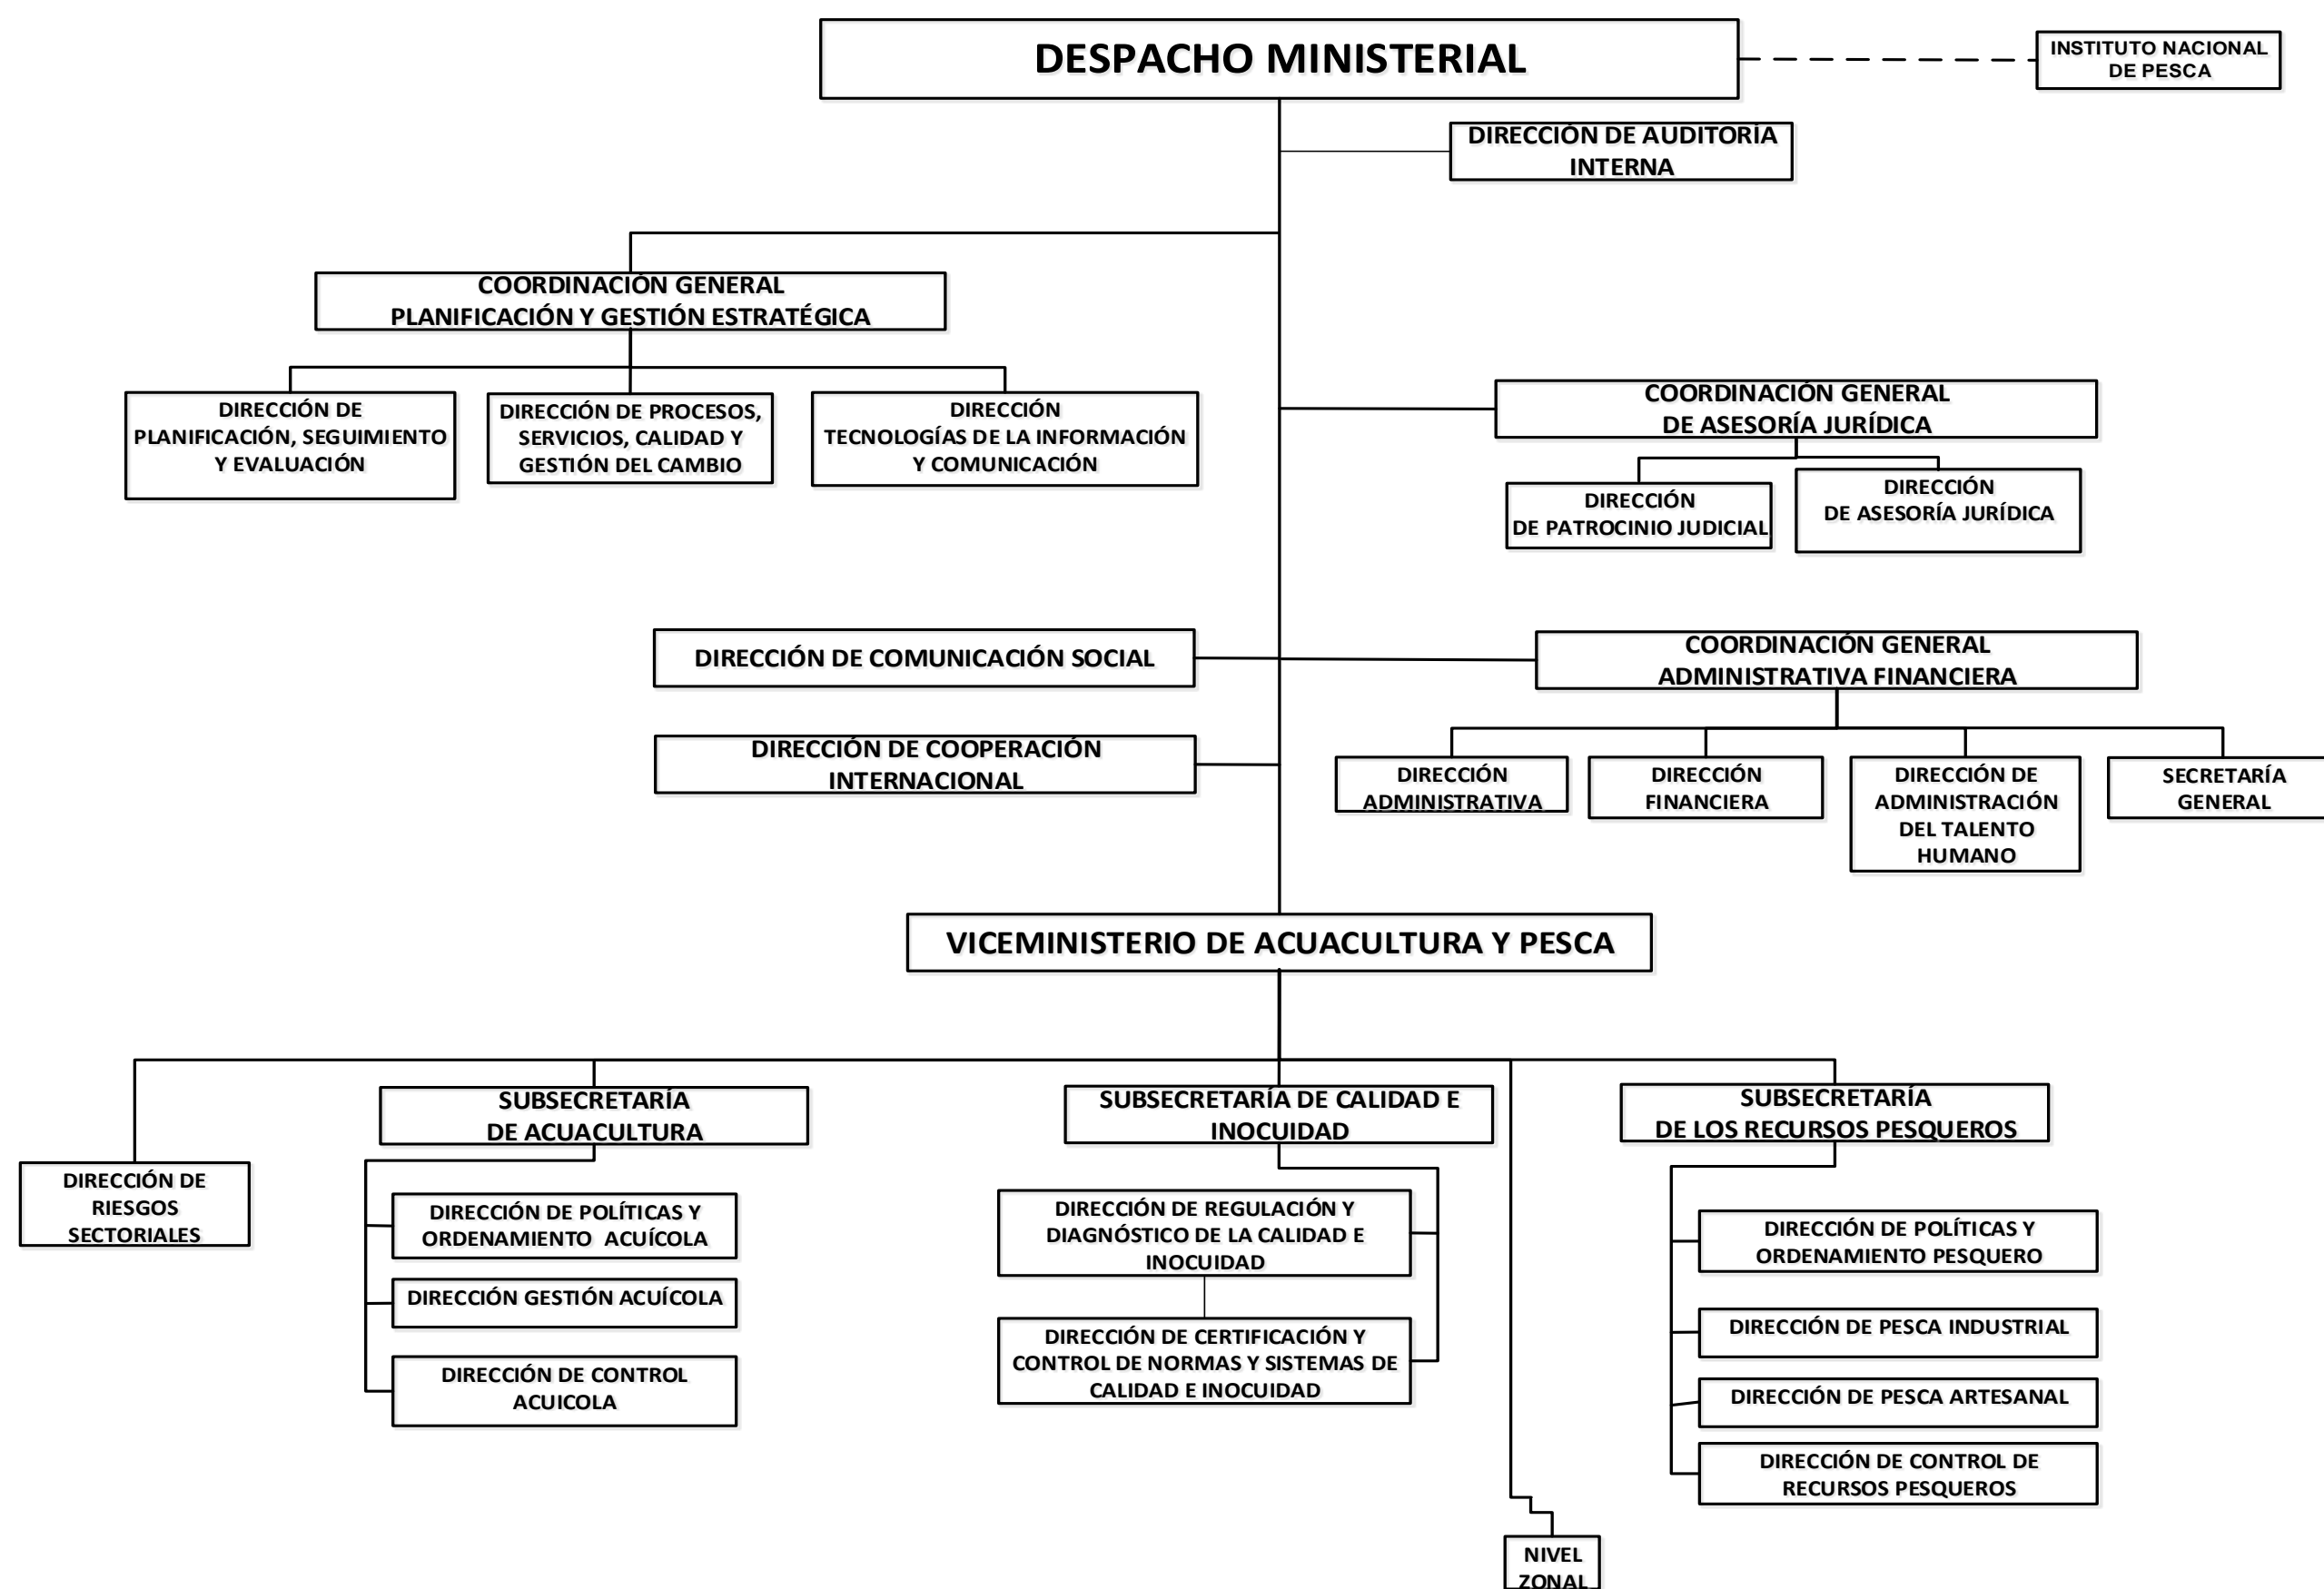 DESPACHO MINISTERIAL
INSTITUTO NACIONAL
DE PESCA
DIRECCIÓN DE AUDITORÍA
INTERNA
COORDINACIÓN GENERAL
PLANIFICACIÓN Y GESTIÓN ESTRATÉGICA
DIRECCIÓN DE
PLANIFICACIÓN, SEGUIMIENTO
Y EVALUACIÓN
DIRECCIÓN DE PROCESOS,
SERVICIOS, CALIDAD Y
GESTIÓN DEL CAMBIO
DIRECCIÓN
TECNOLOGÍAS DE LA INFORMACIÓN
Y COMUNICACIÓN
COORDINACIÓN GENERAL
DE ASESORÍA JURÍDICA
DIRECCIÓN
DE PATROCINIO JUDICIAL
DIRECCIÓN
DE ASESORÍA JURÍDICA
DIRECCIÓN DE COMUNICACIÓN SOCIAL
COORDINACIÓN GENERAL
ADMINISTRATIVA FINANCIERA
DIRECCIÓN DE COOPERACIÓN
INTERNACIONAL
DIRECCIÓN
ADMINISTRATIVA
DIRECCIÓN
FINANCIERA
DIRECCIÓN DE
ADMINISTRACIÓN
DEL TALENTO
HUMANO
SECRETARÍA
GENERAL
VICEMINISTERIO DE ACUACULTURA Y PESCA
DIRECCIÓN DE
RIESGOS
SECTORIALES
SUBSECRETARÍA
DE ACUACULTURA
DIRECCIÓN DE POLÍTICAS Y
ORDENAMIENTO ACUÍCOLA
DIRECCIÓN GESTIÓN ACUÍCOLA
DIRECCIÓN DE CONTROL
ACUICOLA
SUBSECRETARÍA DE CALIDAD E
INOCUIDAD
DIRECCIÓN DE REGULACIÓN Y
DIAGNÓSTICO DE LA CALIDAD E
INOCUIDAD
DIRECCIÓN DE CERTIFICACIÓN Y
CONTROL DE NORMAS Y SISTEMAS DE
CALIDAD E INOCUIDAD
SUBSECRETARÍA
DE LOS RECURSOS PESQUEROS
DIRECCIÓN DE POLÍTICAS Y
ORDENAMIENTO PESQUERO
DIRECCIÓN DE PESCA INDUSTRIAL
DIRECCIÓN DE PESCA ARTESANAL
DIRECCIÓN DE CONTROL DE
RECURSOS PESQUEROS
NIVEL
ZONAL